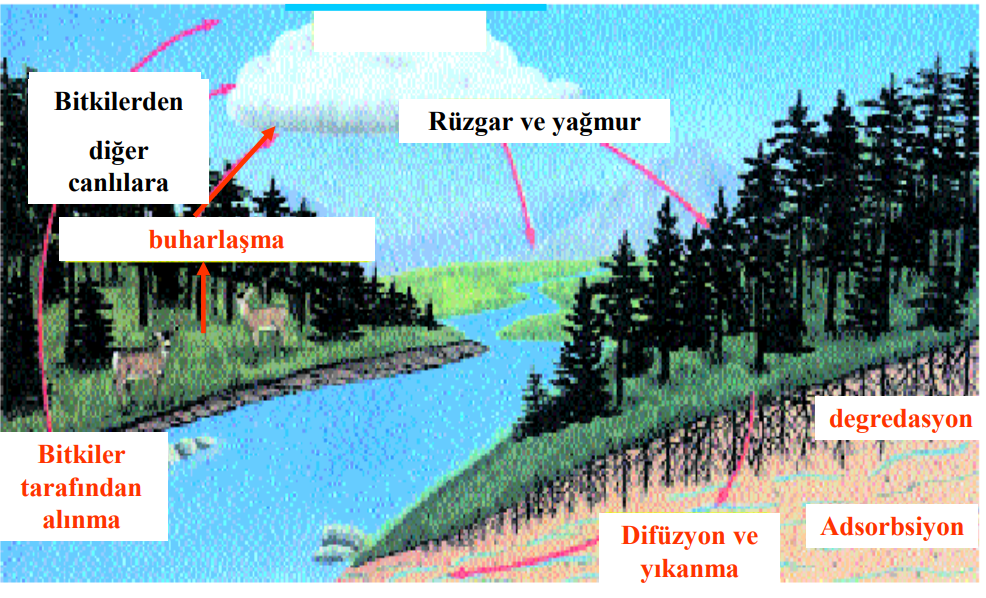 Bitkilerden
diğer
canlılara
Rüzgar ve yağmur
buharlaşma
degredasyon
Bitkiler
tarafından
alınma
Adsorbsiyon
Difüzyon ve
yıkanma